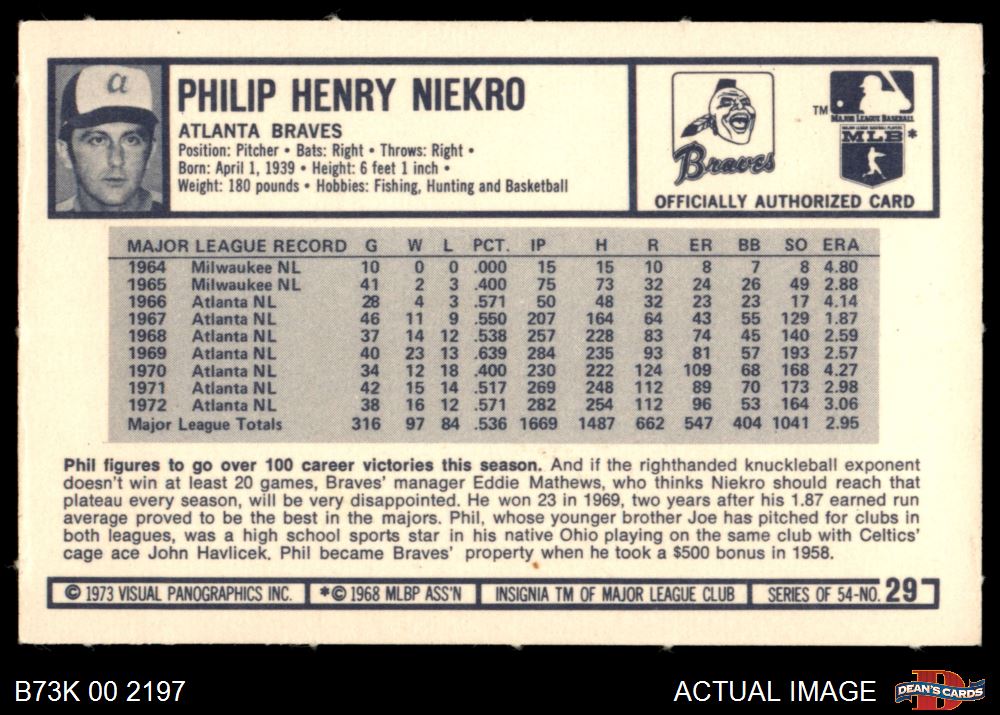 a
PHILIP HENRY NIEKRO
ATLANTA BRAVES
Position: Pitcher • Bats: Right • Throws: Right •
Born: April 1, 1939 • Height: 6 feet 1 inch •
Weight: 180 pounds • Hobbies: Fishing, Hunting and Basketball
Braves
TM
MAJOR LEAGUE BASEBALL
MAJOR LEAGUE BASEBALL PLAYERS
MLB *
OFFICIALLY AUTHORIZED CARD
MAJOR LEAGUE RECORD G W L PCT. IP H R ER BB SO ERA
1964 Milwaukee NL 10 0 0 .000 15 15 10 8 7 8 4.80
1965 Milwaukee NL 41 2 3 .400 75 73 32 24 26 49 2.88
1966 Atlanta NL 28 4 3 .571 50 48 32 23 23 17 4.14
1967 Atlanta NL 46 11 9 .550 207 164 64 43 55 129 1.87
1968 Atlanta NL 37 14 12 .538 257 228 83 74 45 140 2.59
1969 Atlanta NL 40 23 13 .639 284 235 93 81 57 193 2.57
1970 Atlanta NL 34 12 18 .400 230 222 124 109 68 168 4.27
1971 Atlanta NL 42 15 14 .517 269 248 112 89 70 173 2.98
1972 Atlanta NL 38 16 12 .571 282 254 112 96 53 164 3.06
Major League Totals 316 97 84 .536 1669 1487 662 547 404 1041 2.95
Phil figures to go over 100 career victories this season. And if the righthanded knuckleball exponent
doesn't win at least 20 games, Braves' manager Eddie Mathews, who thinks Niekro should reach that
plateau every season, will be very disappointed. He won 23 in 1969, two years after his 1.87 earned run
average proved to be the best in the majors. Phil, whose younger brother Joe has pitched for clubs in
both leagues, was a high school sports star in his native Ohio playing on the same club with Celtics'
cage ace John Havlicek. Phil became Braves' property when he took a $500 bonus in 1958.
© 1973 VISUAL PANOGRAPHICS INC. *© 1968 MLBP ASS'N INSIGNIA TM OF MAJOR LEAGUE CLUB SERIES OF 54-NO. 29
B73K 00 2197
ACTUAL IMAGE
DEAN'S CARDS